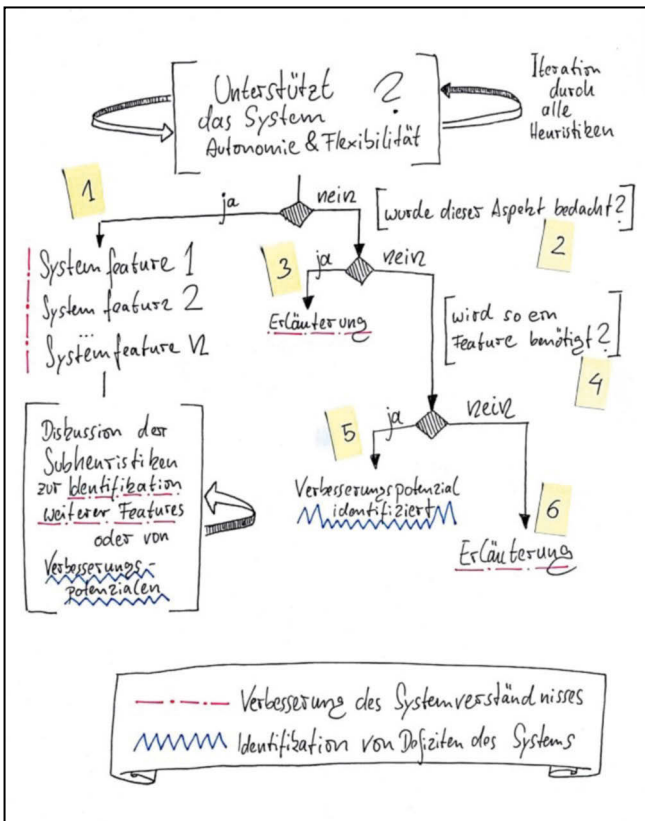 Unterstützt ?
das System
Autonomie & Flexibilität
Iteration
durch
alle
Heuristiken
1
ja
nein
[wurde dieser Aspekt bedacht?]
2
System feature 1
System feature 2
...
Systemfeature n
3
ja
nein
Erläuterung
[wird so ein
Feature benötigt?]
4
Diskussion der
Subheuristiken
zur Identifikation
weiterer Features
oder von
Verbesserungs-
potenzialen
5
ja
nein
Verbesserungspotenzial
identifiziert
6
Erläuterung
Verbesserung des Systemverständnisses
Identifikation von Defiziten des Systems